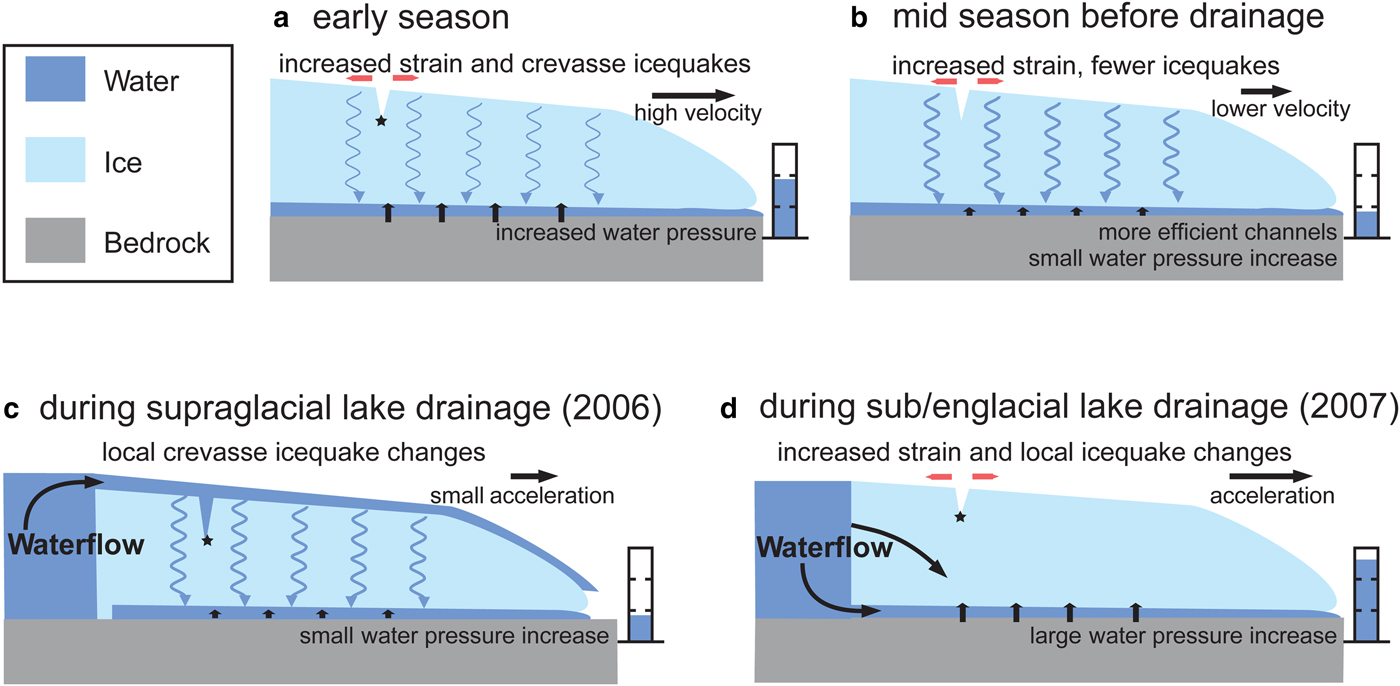 Water
Ice
Bedrock
a early season
increased strain and crevasse icequakes
high velocity
increased water pressure
b mid season before drainage
increased strain, fewer icequakes
lower velocity
more efficient channels
small water pressure increase
c during supraglacial lake drainage (2006)
local crevasse icequake changes
small acceleration
Waterflow
small water pressure increase
d during sub/englacial lake drainage (2007)
increased strain and local icequake changes
acceleration
Waterflow
large water pressure increase